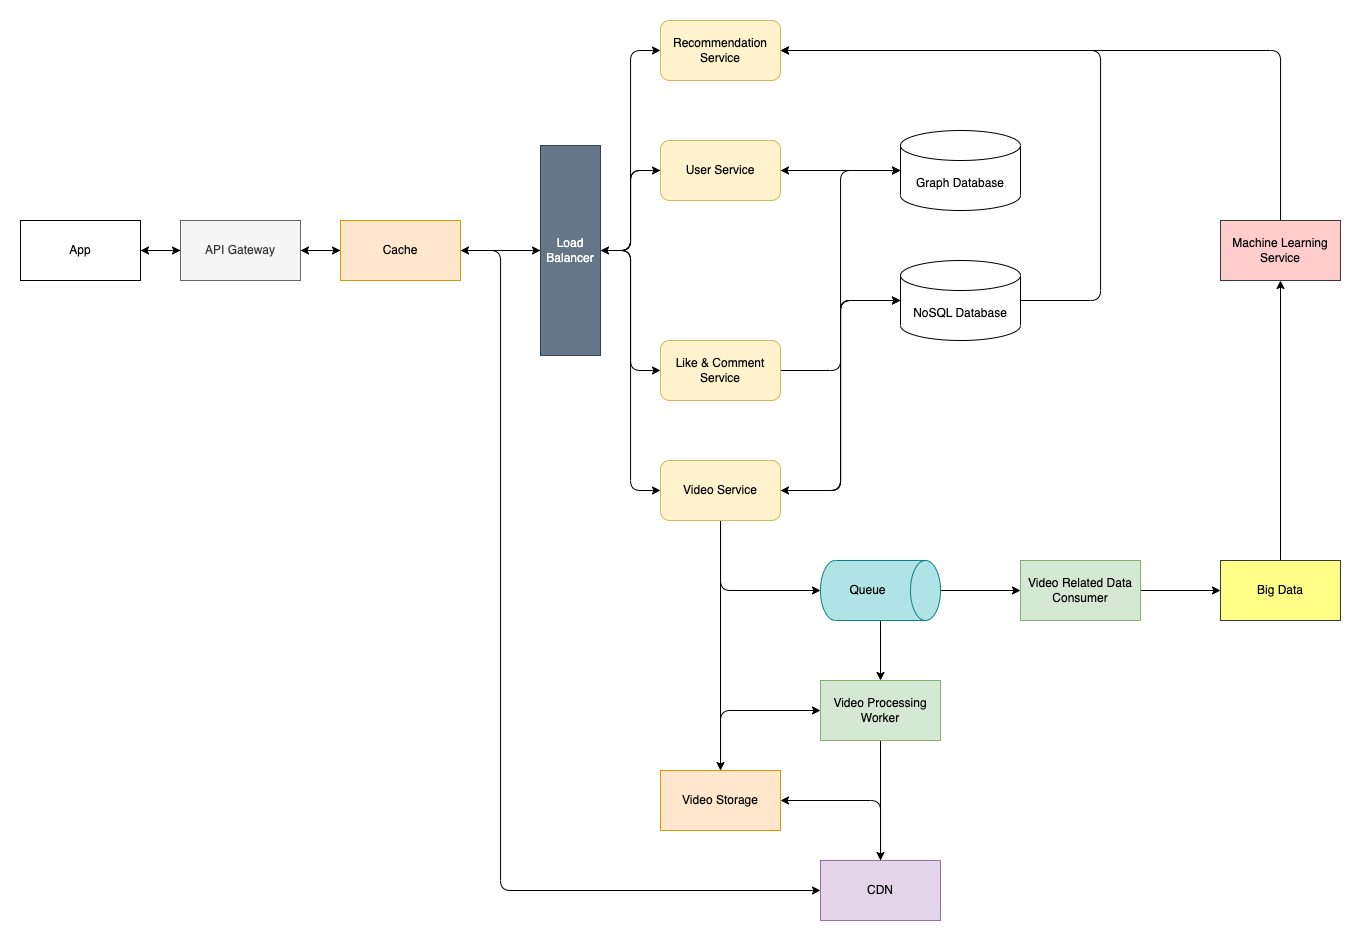 Recommendation
Service
User Service
Graph Database
App
API Gateway
Cache
Load
Balancer
Machine Learning
Service
NoSQL Database
Like & Comment
Service
Video Service
Queue
Video Related Data
Consumer
Big Data
Video Processing
Worker
Video Storage
CDN